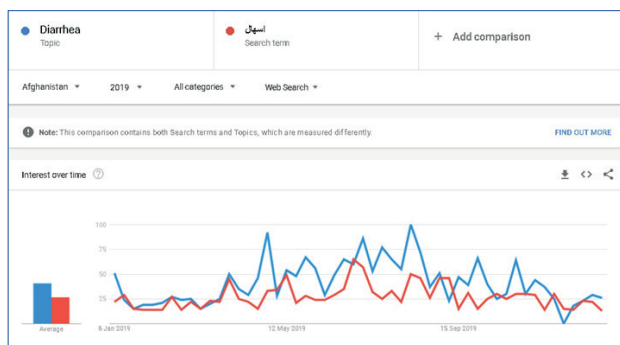 Diarrhea
Topic
اسهال
Search term
+ Add comparison
Afghanistan
2019
All categories
Web Search
Note: This comparison contains both Search terms and Topics, which are measured differently.
FIND OUT MORE
Interest over time
100
75
50
25
Average
6 Jan 2019
12 May 2019
15 Sep 2019